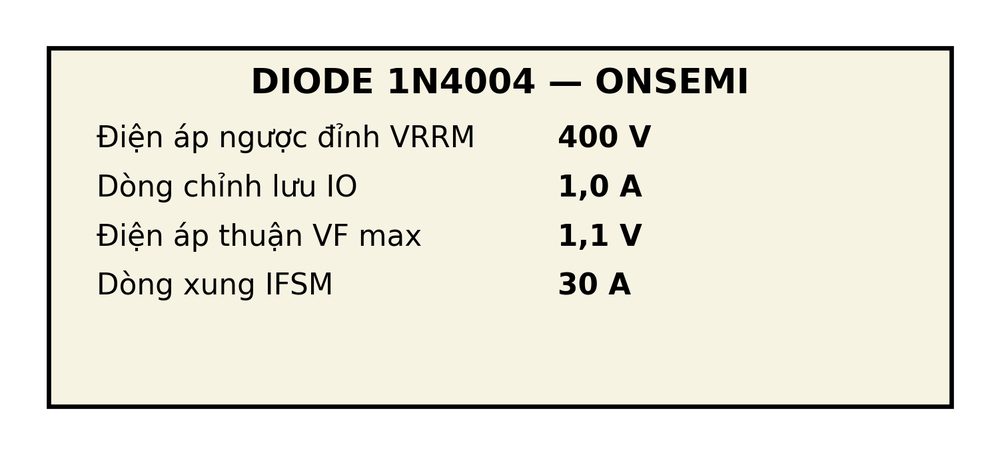 DIODE 1N4004 — ONSEMI
Điện áp ngược đỉnh VRRM 400 V
Dòng chỉnh lưu IO 1,0 A
Điện áp thuận VF max 1,1 V
Dòng xung IFSM 30 A